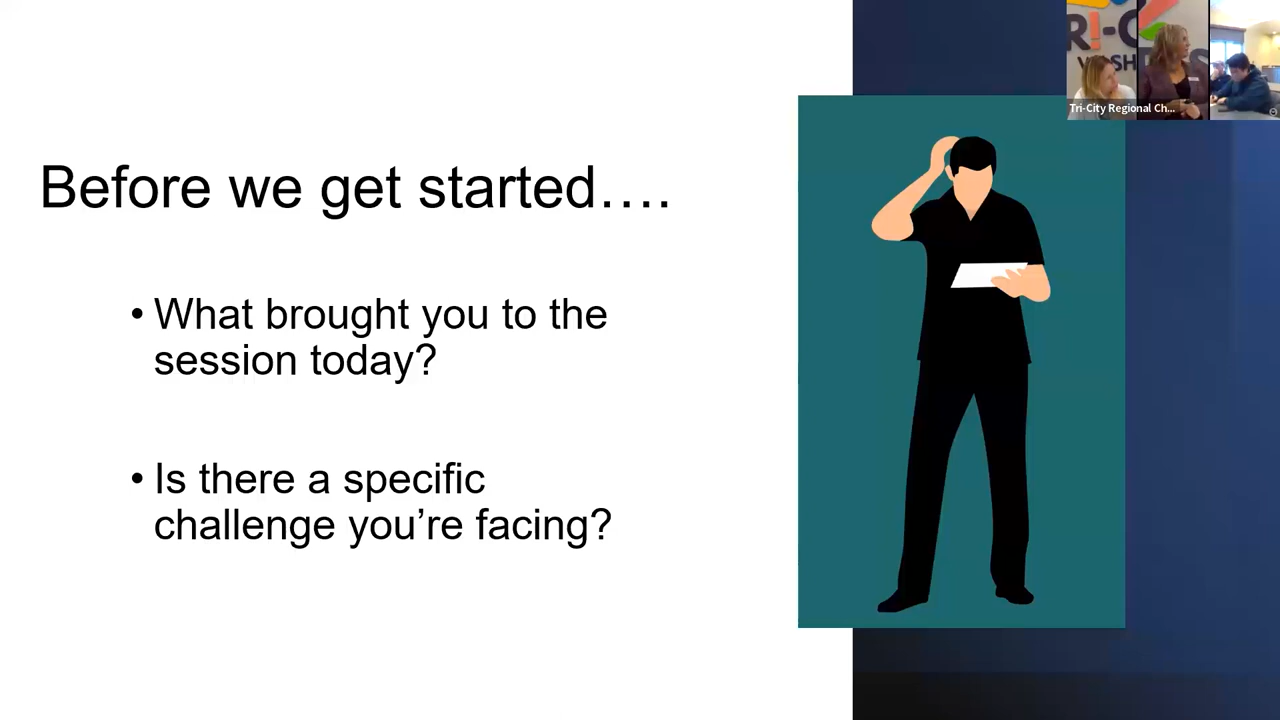 Before we get started….
• What brought you to the
session today?
• Is there a specific
challenge you’re facing?
Tri-City Regional Ch...